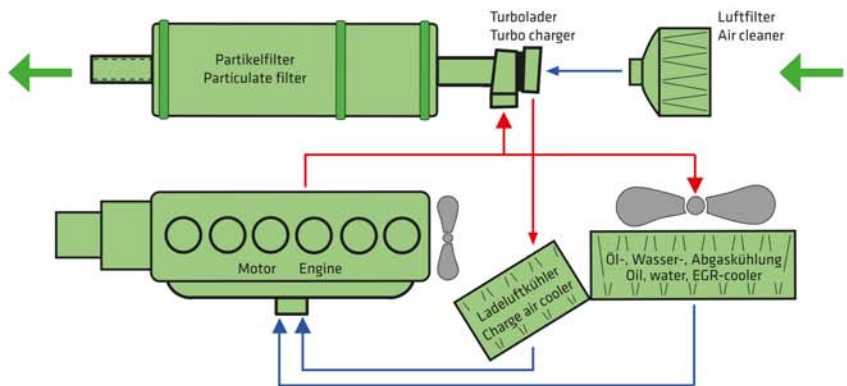 Turbolader
Turbo charger
Luftfilter
Air cleaner
Partikelfilter
Particulate filter
Motor Engine
Ladeluftkühler
Charge air cooler
Öl-, Wasser-, Abgaskühlung
Oil, water, EGR-cooler